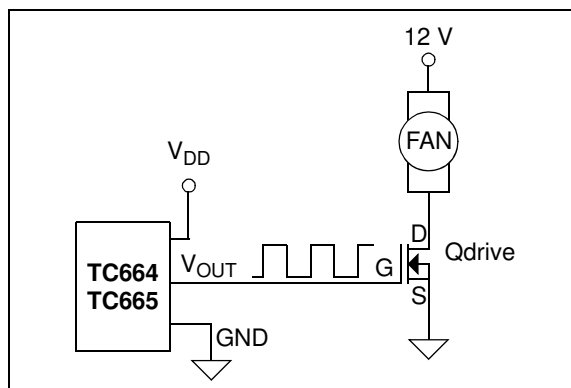 12 V
FAN
V_DD
D
Qdrive
TC664
V_OUT
G
TC665
S
GND